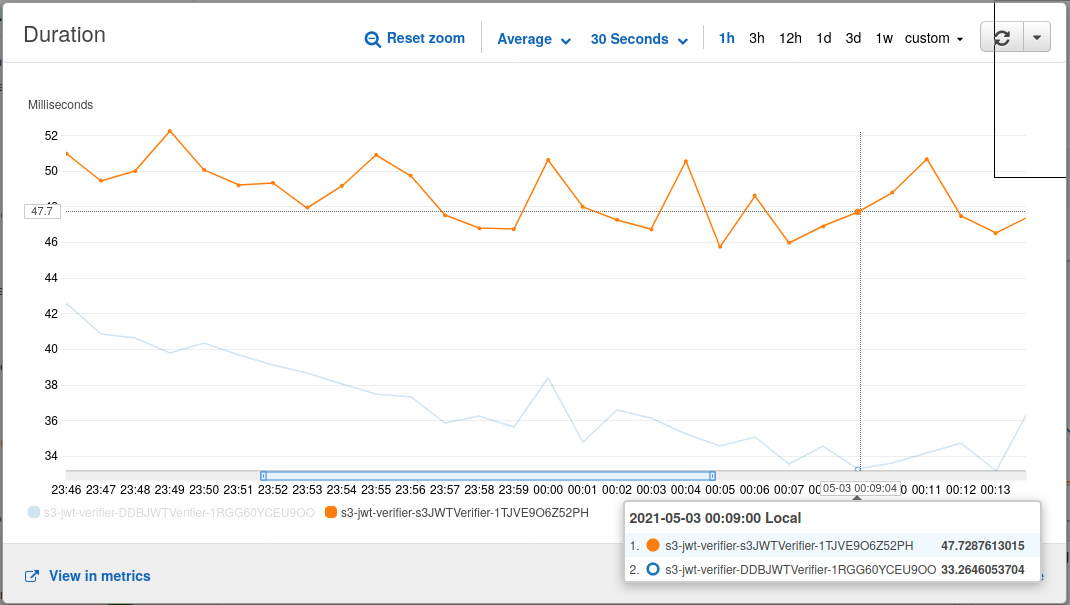 Duration
Reset zoom Average 30 Seconds 1h 3h 12h 1d 3d 1w custom
Milliseconds
52
50
47.7
46
44
42
40
38
36
34
23:46 23:47 23:48 23:49 23:50 23:51 23:52 23:53 23:54 23:55 23:56 23:57 23:58 23:59 00:00 00:01 00:02 00:03 00:04 00:05 00:06 00:07 05-03 00:09:04 00:11 00:12 00:13
s3-jwt-verifier-DDBJWTVerifier-1RGG60YCEU9OO s3-jwt-verifier-s3JWTVerifier-1TJVE9O6Z52PH
2021-05-03 00:09:00 Local
1. s3-jwt-verifier-s3JWTVerifier-1TJVE9O6Z52PH 47.7287613015
2. s3-jwt-verifier-DDBJWTVerifier-1RGG60YCEU9OO 33.2646053704
View in metrics